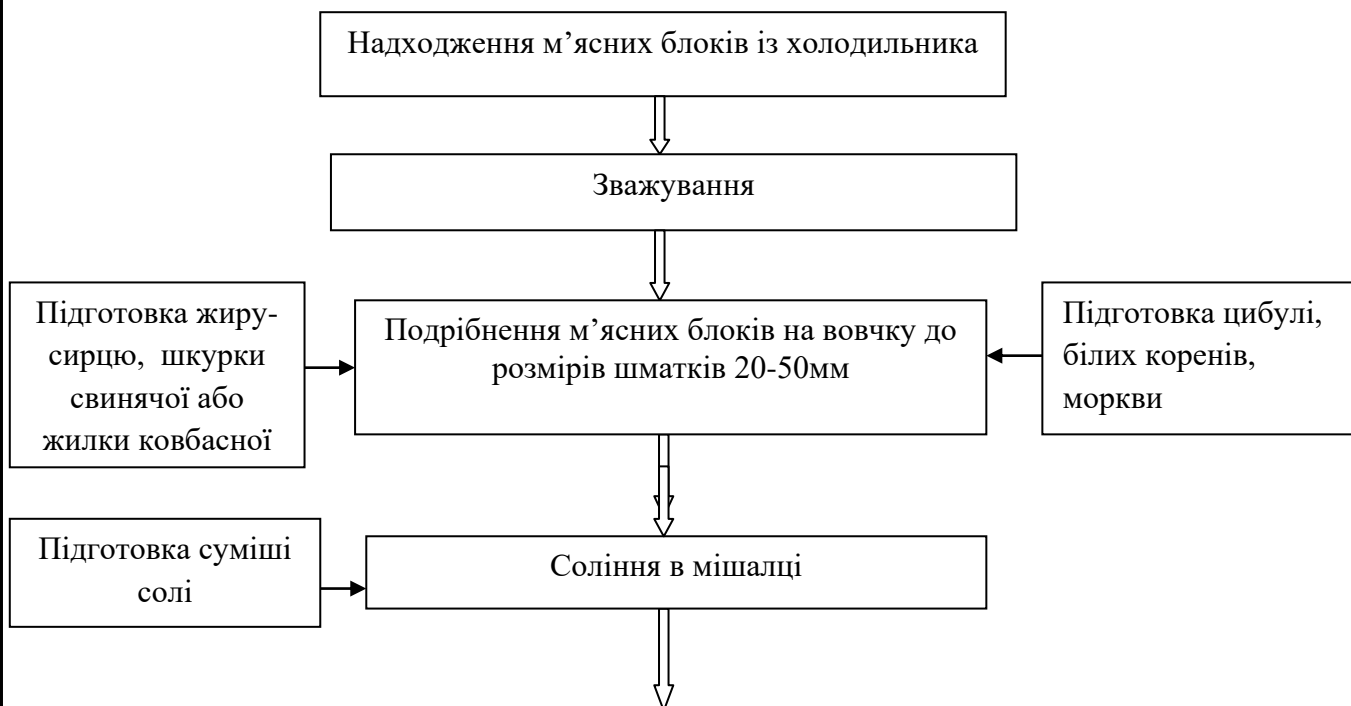 Надходження м’ясних блоків із холодильника
Зважування
Підготовка жиру-
сирцю, шкурки
свинячої або
жилки ковбасної
Подрібнення м’ясних блоків на вовчку до
розмірів шматків 20-50мм
Підготовка цибулі,
білих коренів,
моркви
Підготовка суміші
солі
Соління в мішалці